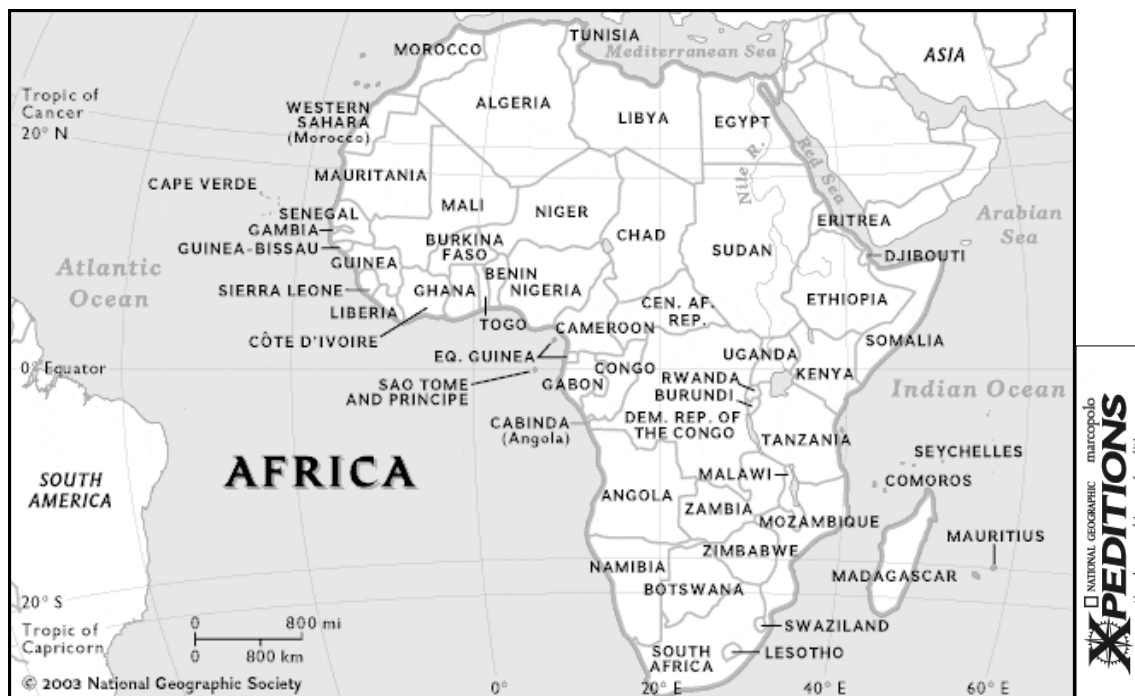 TUNISIA
MOROCCO
Mediterranean Sea
ASIA
Tropic of
Cancer
20° N
WESTERN
SAHARA
(Morocco)
ALGERIA
LIBYA
EGYPT
Nile R.
Red Sea
CAPE VERDE
MAURITANIA
MALI
NIGER
CHAD
SUDAN
ERITREA
Arabian
Sea
SENEGAL
GAMBIA
GUINEA-BISSAU
GUINEA
BURKINA
FASO
BENIN
NIGERIA
DJIBOUTI
Atlantic
Ocean
SIERRA LEONE
LIBERIA
GHANA
TOGO
CÔTE D'IVOIRE
CEN. AF.
REP.
ETHIOPIA
SOMALIA
CAMEROON
EQ. GUINEA
0° Equator
SAO TOME
AND PRINCIPE
GABON
CONGO
UGANDA
RWANDA
BURUNDI
KENYA
Indian Ocean
CABINDA
(Angola)
DEM. REP. OF
THE CONGO
TANZANIA
SEYCHELLES
COMOROS
AFRICA
SOUTH
AMERICA
ANGOLA
MALAWI
ZAMBIA
MOZAMBIQUE
MAURITIUS
ZIMBABWE
NAMIBIA
BOTSWANA
MADAGASCAR
20° S
Tropic of
Capricorn
0 800 mi
0 800 km
SWAZILAND
LESOTHO
SOUTH
AFRICA
© 2003 National Geographic Society
0°
20° E
40° E
60° E
NATIONAL GEOGRAPHIC marcopolo
XPEDITIONS